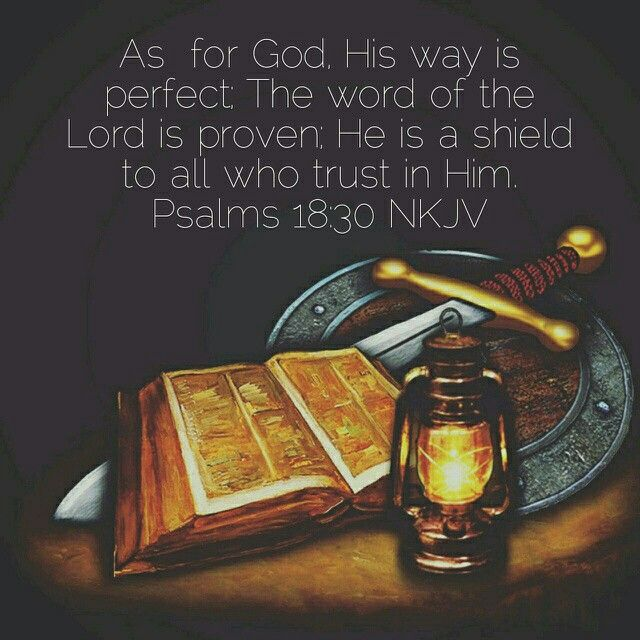 As for God, His way is
perfect; The word of the
Lord is proven; He is a shield
to all who trust in Him.
Psalms 18:30 NKJV